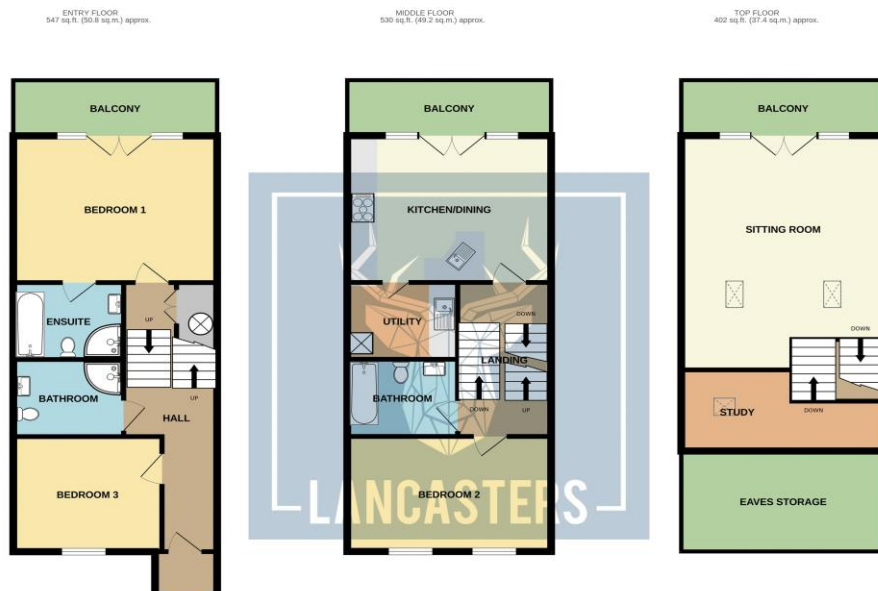 ENTRY FLOOR
547 sq.ft. (50.8 sq.m.) approx.
BALCONY
BEDROOM 1
ENSUITE
UP
BATHROOM
UP
HALL
BEDROOM 3
MIDDLE FLOOR
530 sq.ft. (49.2 sq.m.) approx.
BALCONY
KITCHEN/DINING
UTILITY
DOWN
LANDING
BATHROOM
DOWN
UP
BEDROOM 2
LANCASTERS
TOP FLOOR
402 sq.ft. (37.4 sq.m.) approx.
BALCONY
SITTING ROOM
DOWN
STUDY
DOWN
EAVES STORAGE